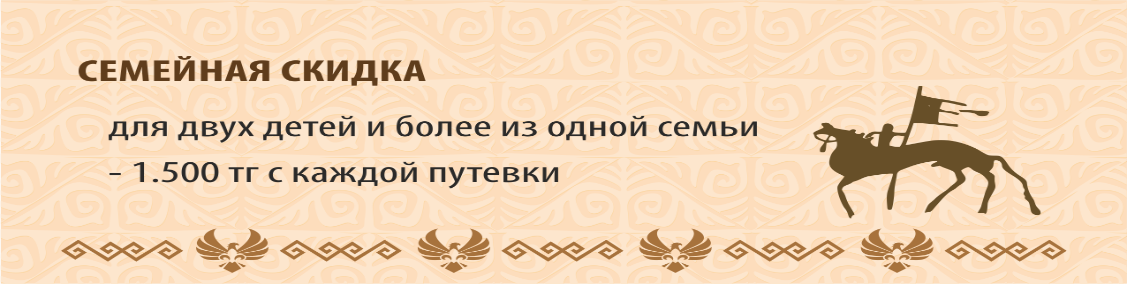 СЕМЕЙНАЯ СКИДКА
для двух детей и более из одной семьи
- 1.500 тг с каждой путевки